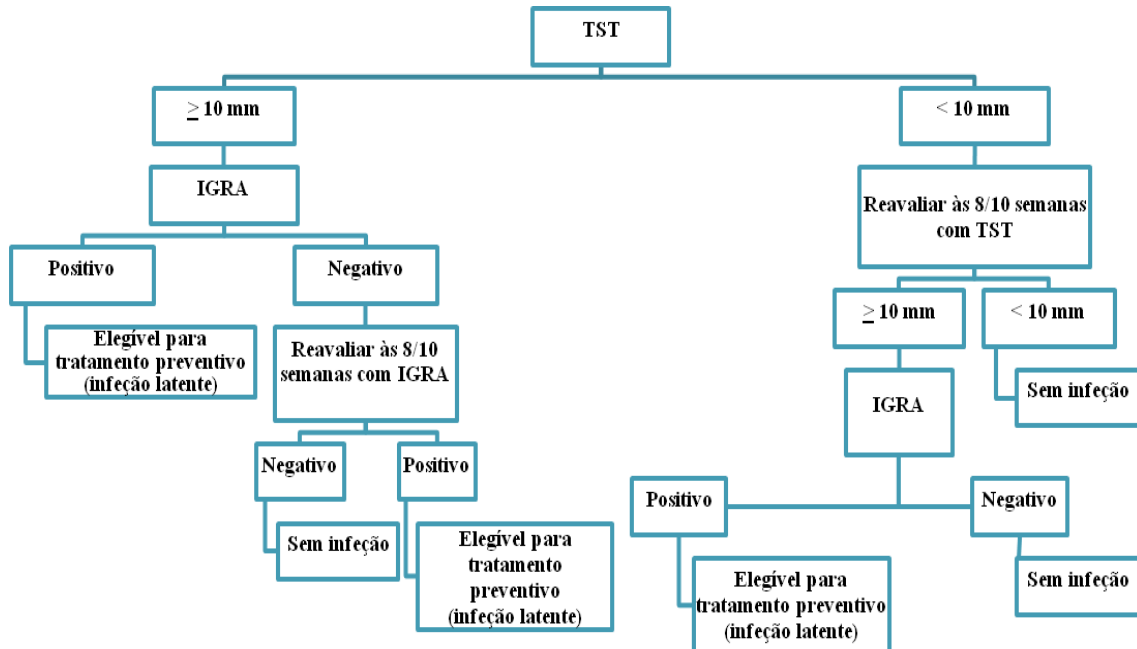 TST
≥ 10 mm
< 10 mm
IGRA
Reavaliar às 8/10 semanas
com TST
Positivo
Negativo
≥ 10 mm
< 10 mm
Elegível para
tratamento preventivo
(infeção latente)
Reavaliar às 8/10
semanas com IGRA
IGRA
Sem infeção
Negativo
Positivo
Positivo
Negativo
Sem infeção
Elegível para
tratamento
preventivo
(infeção latente)
Elegível para
tratamento preventivo
(infeção latente)
Sem infeção